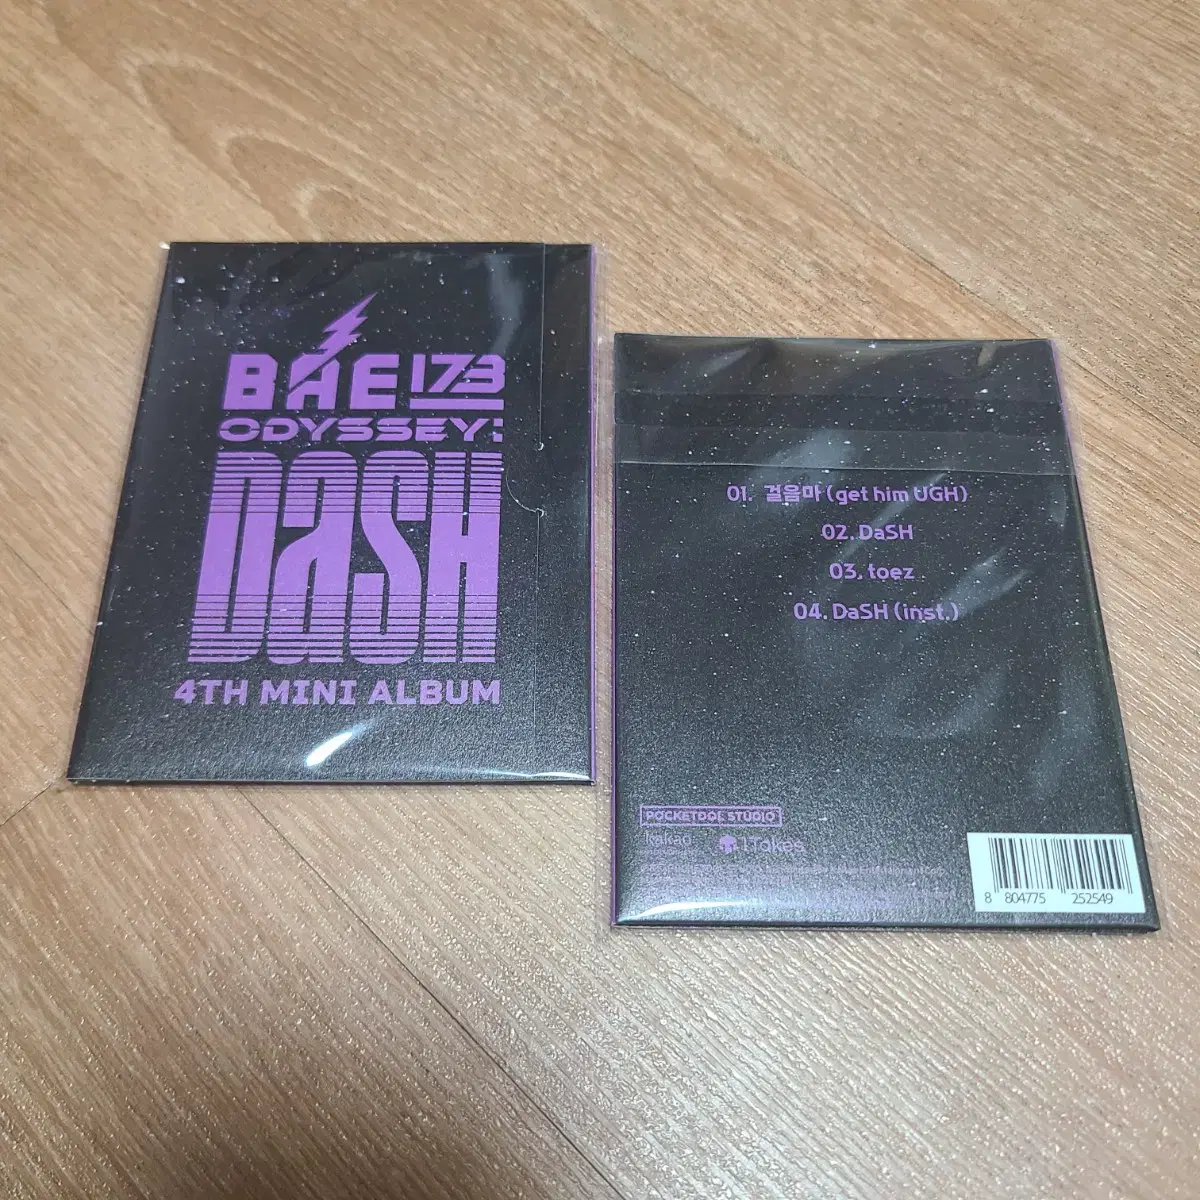 BAE173
ODYSSEY:
DaSH
4TH MINI ALBUM
01. 걸음마 (get him UGH)
02. DaSH
03. toez
04. DaSH (inst.)
POCKETDOL STUDIO
kakao
iTokes
8 804775 252549